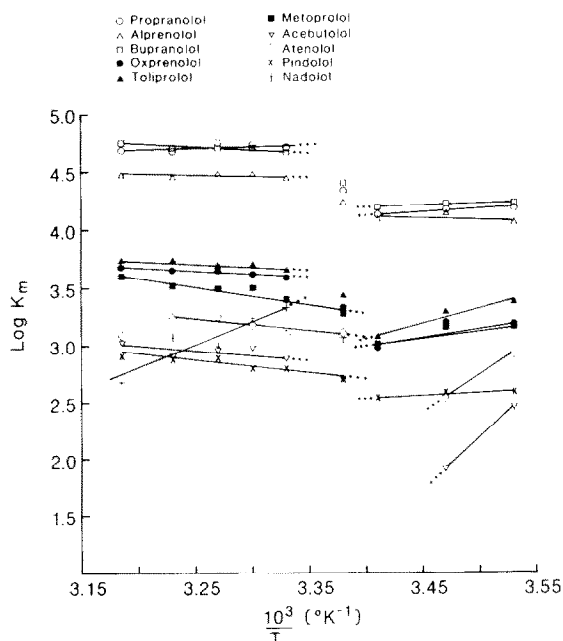 Propranolol
Alprenolol
Bupranolol
Oxprenolol
Toliprolol
Metoprolol
Acebutolol
Atenolol
Pindolol
Nadolol
5.0
4.5
4.0
3.5
3.0
2.5
2.0
1.5
Log Km
3.15
3.27
3.35
3.45
3.55
10³
T
(°K⁻¹)